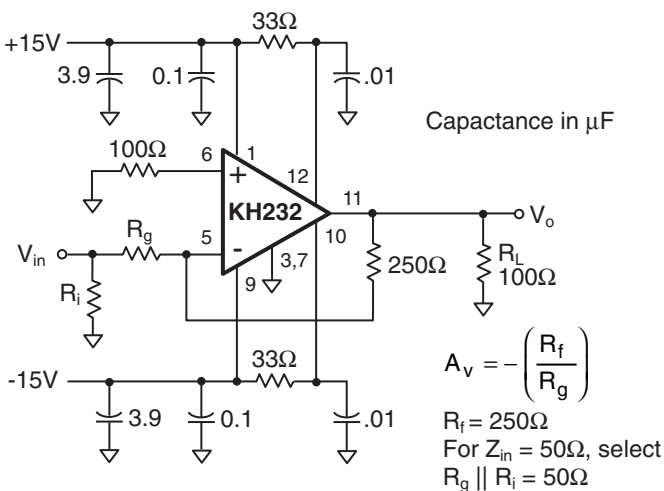 33Ω
+15V
3.9
0.1
.01
Capactance in μF
100Ω
6
1
+
12
KH232
11
Vo
Vin
Rg
5
-
10
3,7
9
250Ω
RL
100Ω
Ri
-15V
33Ω
3.9
0.1
.01
Av = -(Rf/Rg)
Rf = 250Ω
For Zin = 50Ω, select
Rg || Ri = 50Ω